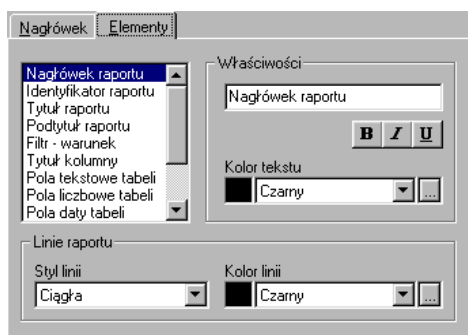 Nagłówek Elementy
Nagłówek raportu
Identyfikator raportu
Tytuł raportu
Podtytuł raportu
Filtr - warunek
Tytuł kolumny
Pola tekstowe tabeli
Pola liczbowe tabeli
Pola daty tabeli
Właściwości
Nagłówek raportu
B I U
Kolor tekstu
Czarny ...
Linie raportu
Styl linii
Ciągła
Kolor linii
Czarny ...